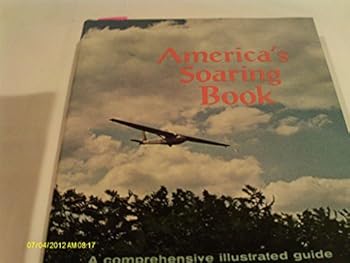 America's
Soaring
Book
A comprehensive illustrated guide
07/04/2012 AM 08:17